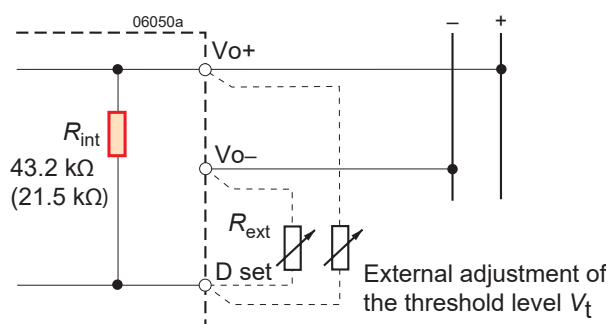 06050a
– +
Vo+
Rint
43.2 kΩ
(21.5 kΩ)
Vo–
Rext
D set
External adjustment of
the threshold level Vt